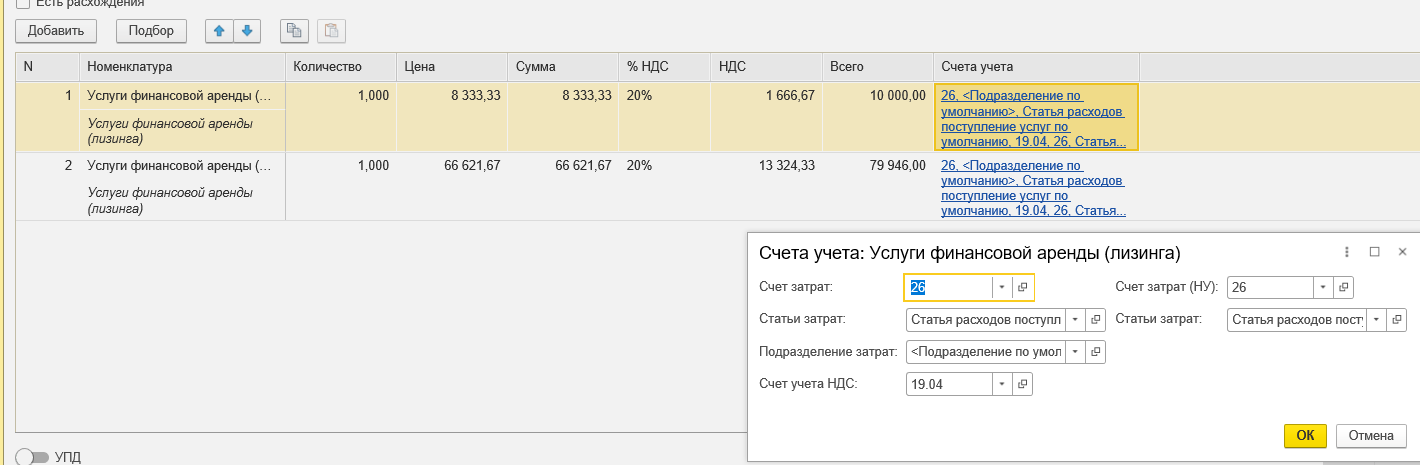 Есть расхождения
Добавить Подбор
N Номенклатура Количество Цена Сумма % НДС НДС Всего Счета учета
1 Услуги финансовой аренды (... 1,000 8 333,33 8 333,33 20% 1 666,67 10 000,00 26, <Подразделение по
умолчанию>, Статья расходов
Услуги финансовой аренды
(лизинга)
поступление услуг по
умолчанию, 19.04, 26, Статья...
2 Услуги финансовой аренды (... 1,000 66 621,67 66 621,67 20% 13 324,33 79 946,00 26, <Подразделение по
умолчанию>, Статья расходов
Услуги финансовой аренды
(лизинга)
поступление услуг по
умолчанию, 19.04, 26, Статья...
Счета учета: Услуги финансовой аренды (лизинга)
Счет затрат: 26 Счет затрат (НУ): 26
Статьи затрат: Статья расходов поступл Статьи затрат: Статья расходов пост
Подразделение затрат: <Подразделение по умол
Счет учета НДС: 19.04
ОК Отмена
УПД